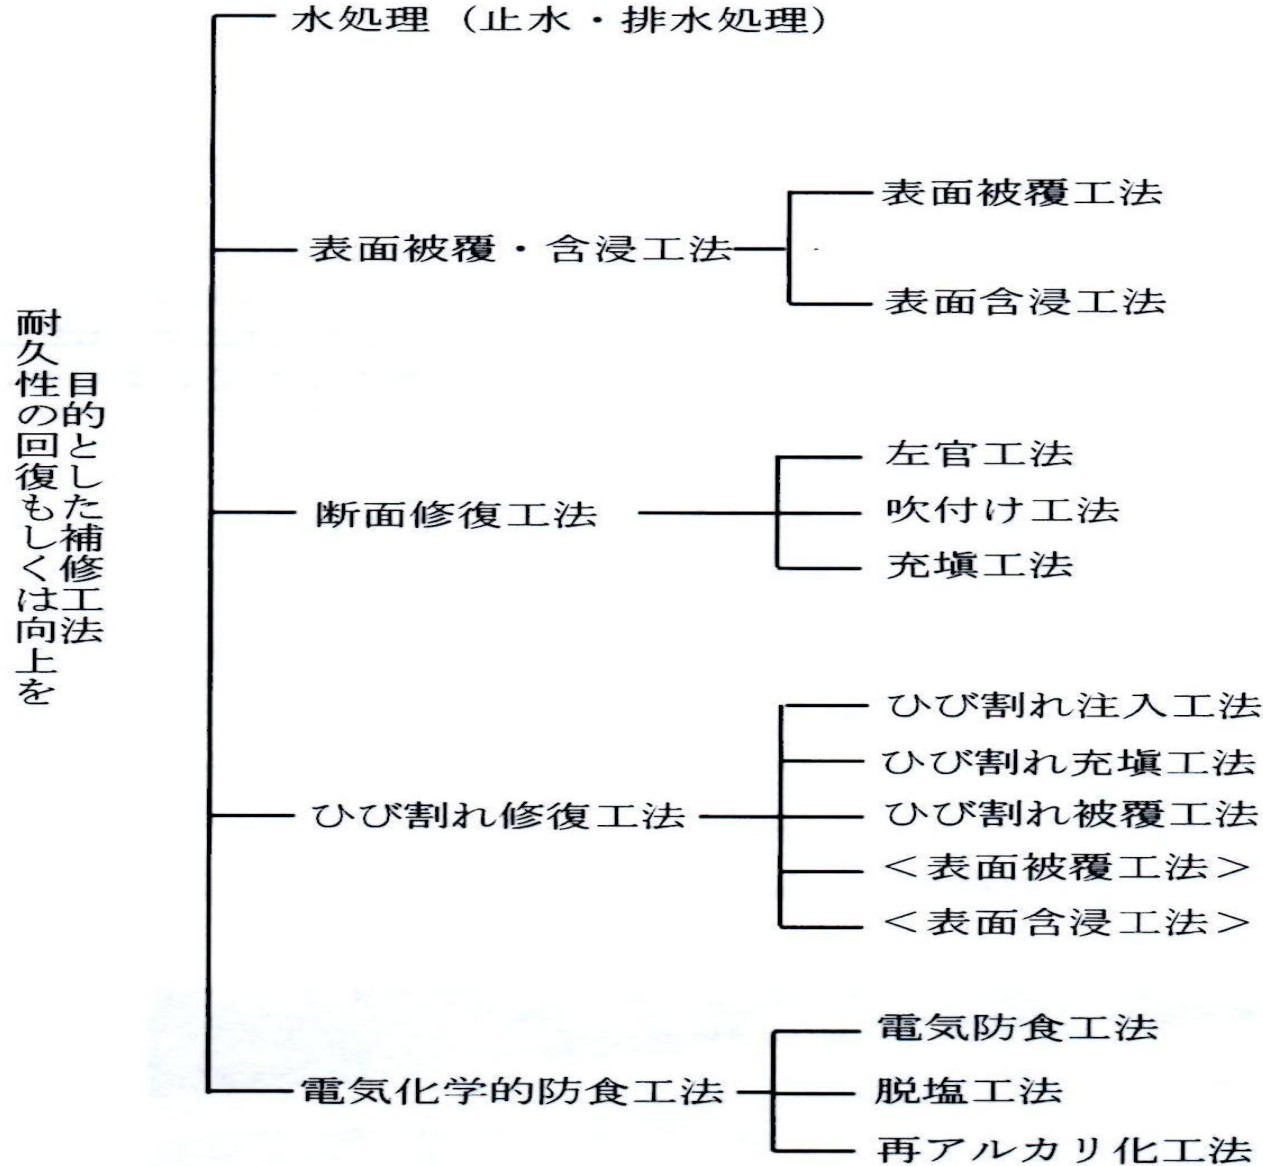 耐久性の回復もしくは向上を
目的とした補修工法
水処理（止水・排水処理）
表面被覆・含浸工法
表面被覆工法
表面含浸工法
断面修復工法
左官工法
吹付け工法
充塡工法
ひび割れ修復工法
ひび割れ注入工法
ひび割れ充塡工法
ひび割れ被覆工法
＜表面被覆工法＞
＜表面含浸工法＞
電気化学的防食工法
電気防食工法
脱塩工法
再アルカリ化工法